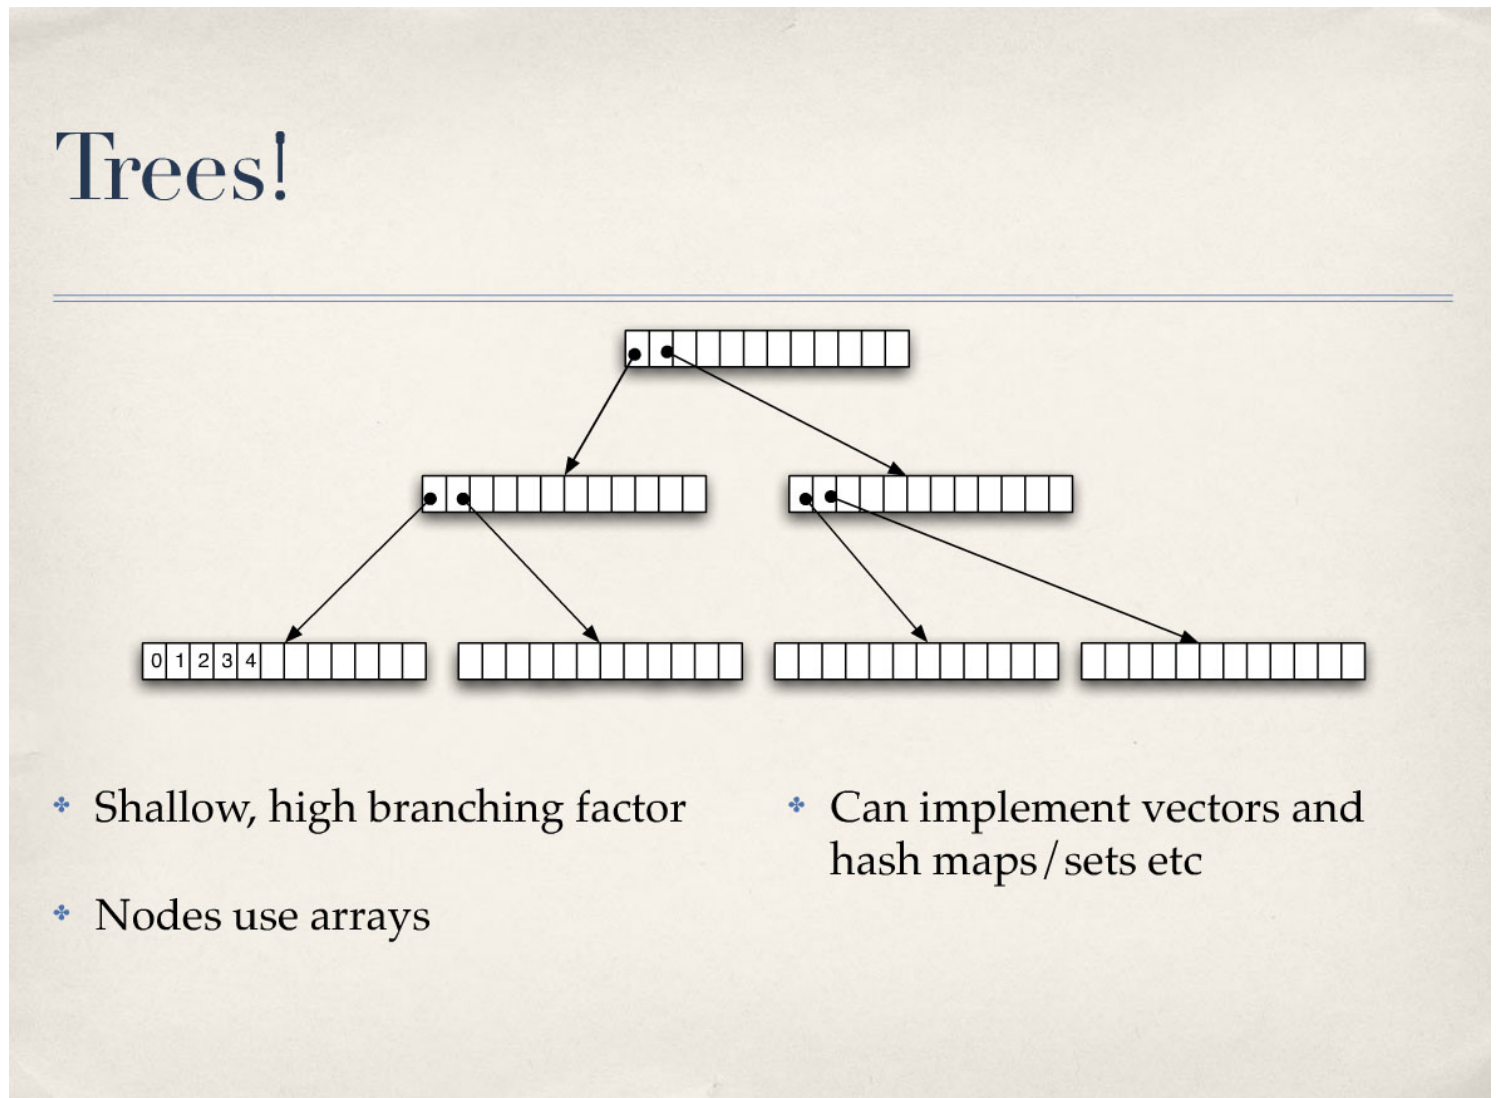 Trees!
0 1 2 3 4
Shallow, high branching factor
Nodes use arrays
Can implement vectors and
hash maps/sets etc